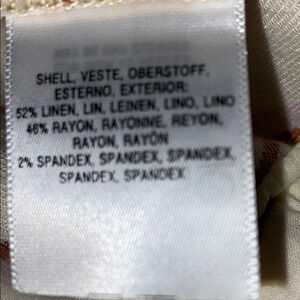 SHELL, VESTE, OBERSTOFF,
ESTERNO, EXTERIOR:
52% LINEN, LIN, LEINEN, LINO, LINO
46% RAYON, RAYONNE, REYON,
RAYON, RAYÓN
2% SPANDEX, SPANDEX, SPANDEX,
SPANDEX, SPANDEX